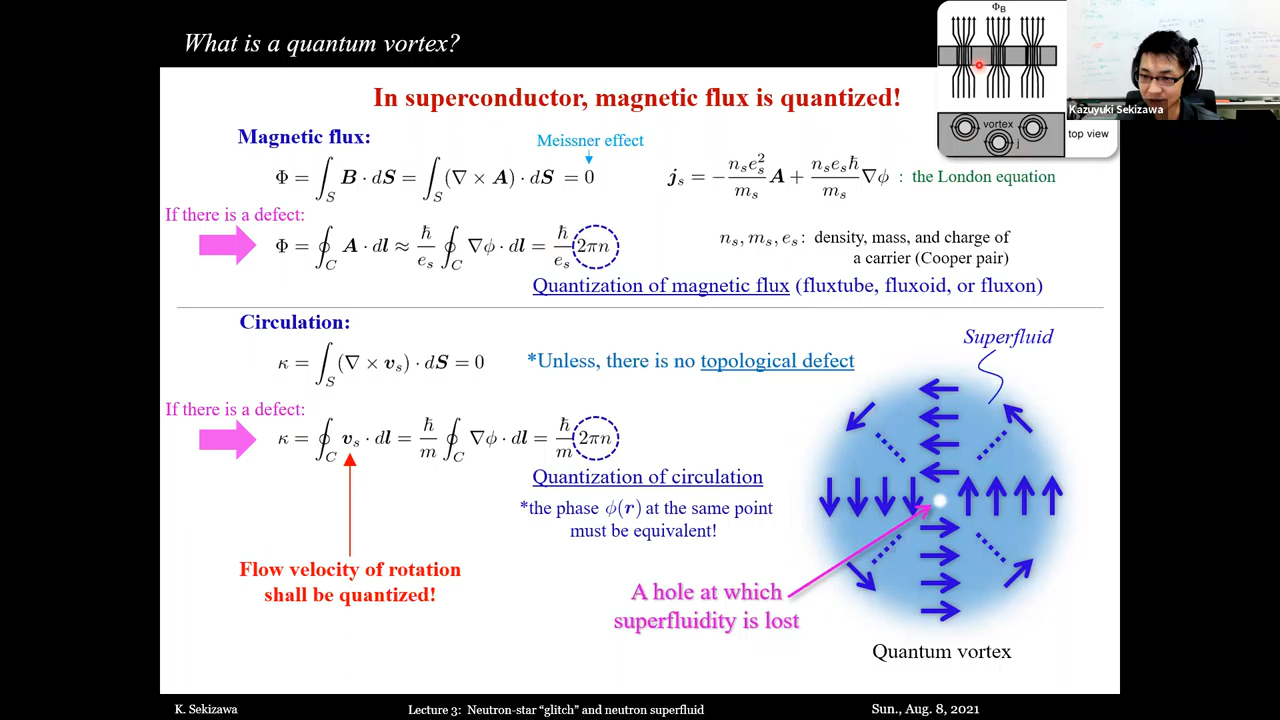 What is a quantum vortex?
Φ_B
Kazuyuki Sekizawa
vortex
j
top view
In superconductor, magnetic flux is quantized!
Magnetic flux:
Meissner effect
Φ = ∫_S B · dS = ∫_S (∇ × A) · dS = 0
j_s = −(n_s e_s^2 / m_s) A + (n_s e_s ħ / m_s) ∇ϕ : the London equation
If there is a defect:
Φ = ∮_C A · dl ≈ (ħ / e_s) ∮_C ∇ϕ · dl = (ħ / e_s) 2πn
n_s, m_s, e_s : density, mass, and charge of
a carrier (Cooper pair)
Quantization of magnetic flux (fluxtube, fluxoid, or fluxon)
Circulation:
κ = ∫_S (∇ × v_s) · dS = 0
*Unless, there is no topological defect
Superfluid
If there is a defect:
κ = ∮_C v_s · dl = (ħ / m) ∮_C ∇ϕ · dl = (ħ / m) 2πn
Quantization of circulation
*the phase ϕ(r) at the same point
must be equivalent!
Flow velocity of rotation
shall be quantized!
A hole at which
superfluidity is lost
Quantum vortex
K. Sekizawa
Lecture 3: Neutron-star “glitch” and neutron superfluid
Sun., Aug. 8, 2021